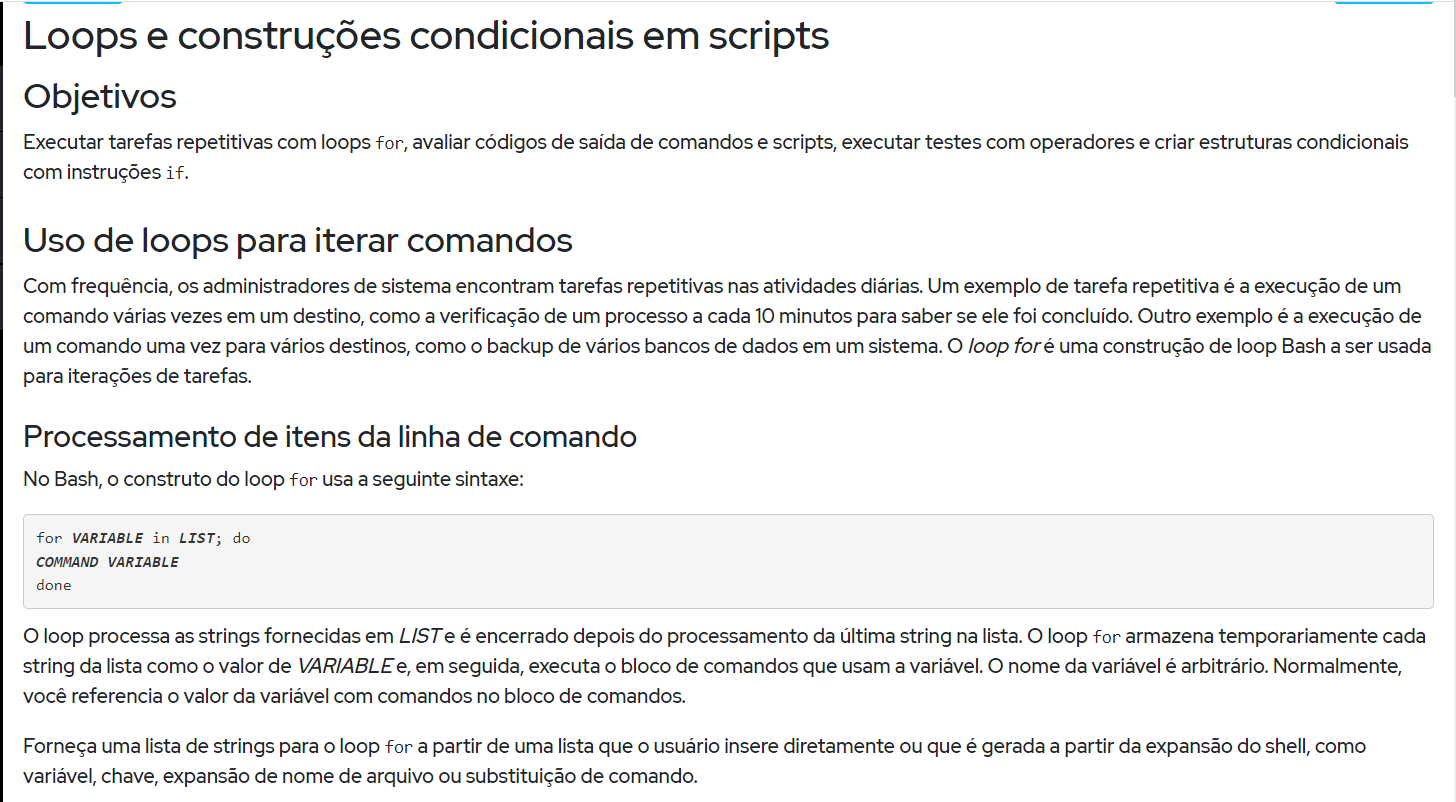 Loops e construções condicionais em scripts
Objetivos
Executar tarefas repetitivas com loops for, avaliar códigos de saída de comandos e scripts, executar testes com operadores e criar estruturas condicionais
com instruções if.
Uso de loops para iterar comandos
Com frequência, os administradores de sistema encontram tarefas repetitivas nas atividades diárias. Um exemplo de tarefa repetitiva é a execução de um
comando várias vezes em um destino, como a verificação de um processo a cada 10 minutos para saber se ele foi concluído. Outro exemplo é a execução de
um comando uma vez para vários destinos, como o backup de vários bancos de dados em um sistema. O loop for é uma construção de loop Bash a ser usada
para iterações de tarefas.
Processamento de itens da linha de comando
No Bash, o construto do loop for usa a seguinte sintaxe:
for VARIABLE in LIST; do
COMMAND VARIABLE
done
O loop processa as strings fornecidas em LIST e é encerrado depois do processamento da última string na lista. O loop for armazena temporariamente cada
string da lista como o valor de VARIABLE e, em seguida, executa o bloco de comandos que usam a variável. O nome da variável é arbitrário. Normalmente,
você referencia o valor da variável com comandos no bloco de comandos.
Forneça uma lista de strings para o loop for a partir de uma lista que o usuário insere diretamente ou que é gerada a partir da expansão do shell, como
variável, chave, expansão de nome de arquivo ou substituição de comando.